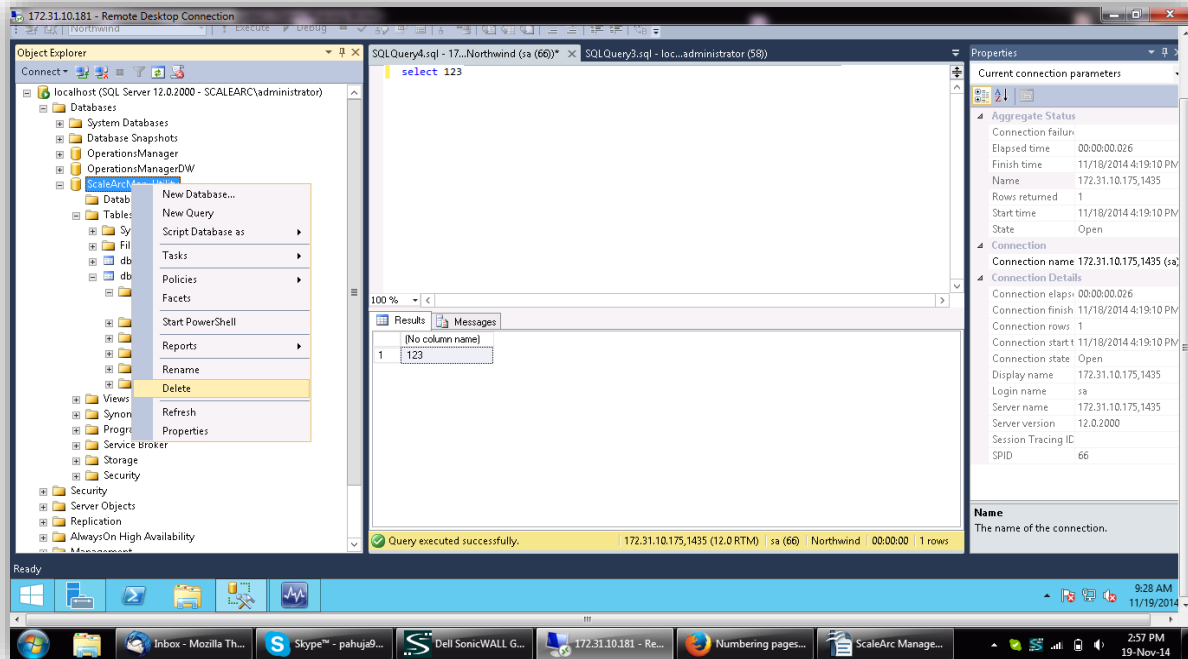 172.31.10.181 - Remote Desktop Connection
Northwind Execute Debug
Object Explorer
Connect
localhost (SQL Server 12.0.2000 - SCALEARC\administrator)
Databases
System Databases
Database Snapshots
OperationsManager
OperationsManagerDW
Datab
Tables
Sy
Fil
db
db
Views
Synon
Progra
Service Broker
Storage
Security
Security
Server Objects
Replication
AlwaysOn High Availability
Management
New Database...
New Query
Script Database as
Tasks
Policies
Facets
Start PowerShell
Reports
Rename
Delete
Refresh
Properties
SQLQuery4.sql - 17...Northwind (sa (66))* SQLQuery3.sql - loc...administrator (58))
select 123
100 %
Results Messages
(No column name)
1 123
Query executed successfully. 172.31.10.175,1435 (12.0 RTM) sa (66) Northwind 00:00:00 1 rows
Properties
Current connection parameters
Aggregate Status
Connection failur
Elapsed time 00:00:00.026
Finish time 11/18/2014 4:19:10 PM
Name 172.31.10.175,1435
Rows returned 1
Start time 11/18/2014 4:19:10 PM
State Open
Connection
Connection name 172.31.10.175,1435 (sa)
Connection Details
Connection elaps 00:00:00.026
Connection finish 11/18/2014 4:19:10 PM
Connection rows 1
Connection start t 11/18/2014 4:19:10 PM
Connection state Open
Display name 172.31.10.175,1435
Login name sa
Server name 172.31.10.175,1435
Server version 12.0.2000
Session Tracing ID
SPID 66
Name
The name of the connection.
Ready
9:28 AM
11/19/2014
Inbox - Mozilla Th... Skype™ - pahuja9... Dell SonicWALL G... 172.31.10.181 - Re... Numbering pages... ScaleArc Manage...
2:57 PM
19-Nov-14